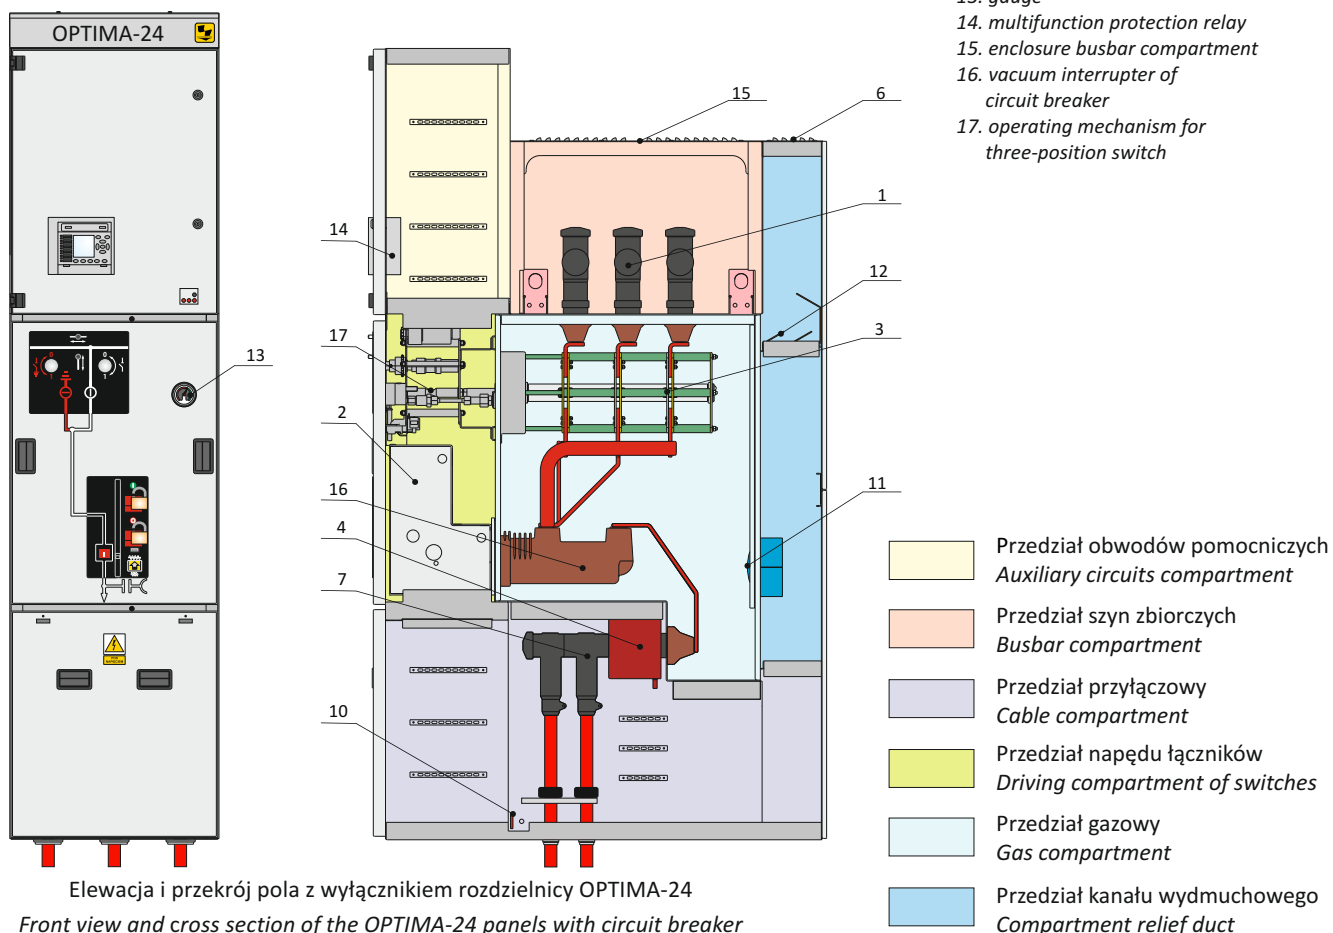 13. gauge
14. multifunction protection relay
15. enclosure busbar compartment
16. vacuum interrupter of
circuit breaker
17. operating mechanism for
three-position switch
OPTIMA-24
15
6
1
14
12
17
3
13
2
16
11
4
7
10
Przedział obwodów pomocniczych
Auxiliary circuits compartment
Przedział szyn zbiorczych
Busbar compartment
Przedział przyłączowy
Cable compartment
Przedział napędu łączników
Driving compartment of switches
Przedział gazowy
Gas compartment
Przedział kanału wydmuchowego
Compartment relief duct
Elewacja i przekrój pola z wyłącznikiem rozdzielnicy OPTIMA-24
Front view and cross section of the OPTIMA-24 panels with circuit breaker